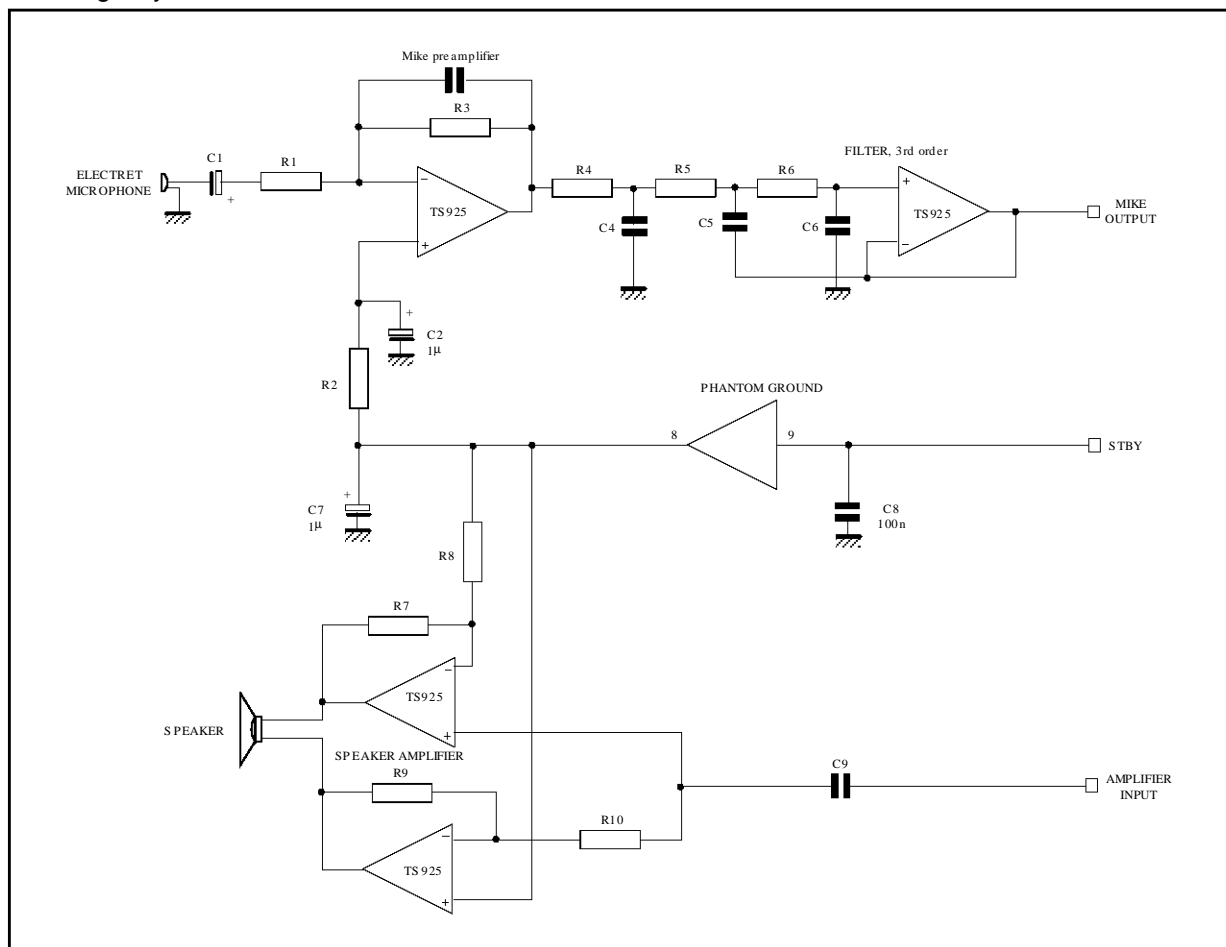 Mike preamplifier
R3
C1
R1
ELECTRET
MICROPHONE
+
−
TS925
+
R4
R5
R6
FILTER, 3rd order
C4
C5
C6
+
TS925
−
MIKE
OUTPUT
+
C2
1µ
R2
PHANTOM GROUND
8
9
STBY
+
C7
1µ
C8
100n
R8
R7
−
TS925
+
SPEAKER
SPEAKER AMPLIFIER
R9
C9
AMPLIFIER
INPUT
R10
−
TS925
+